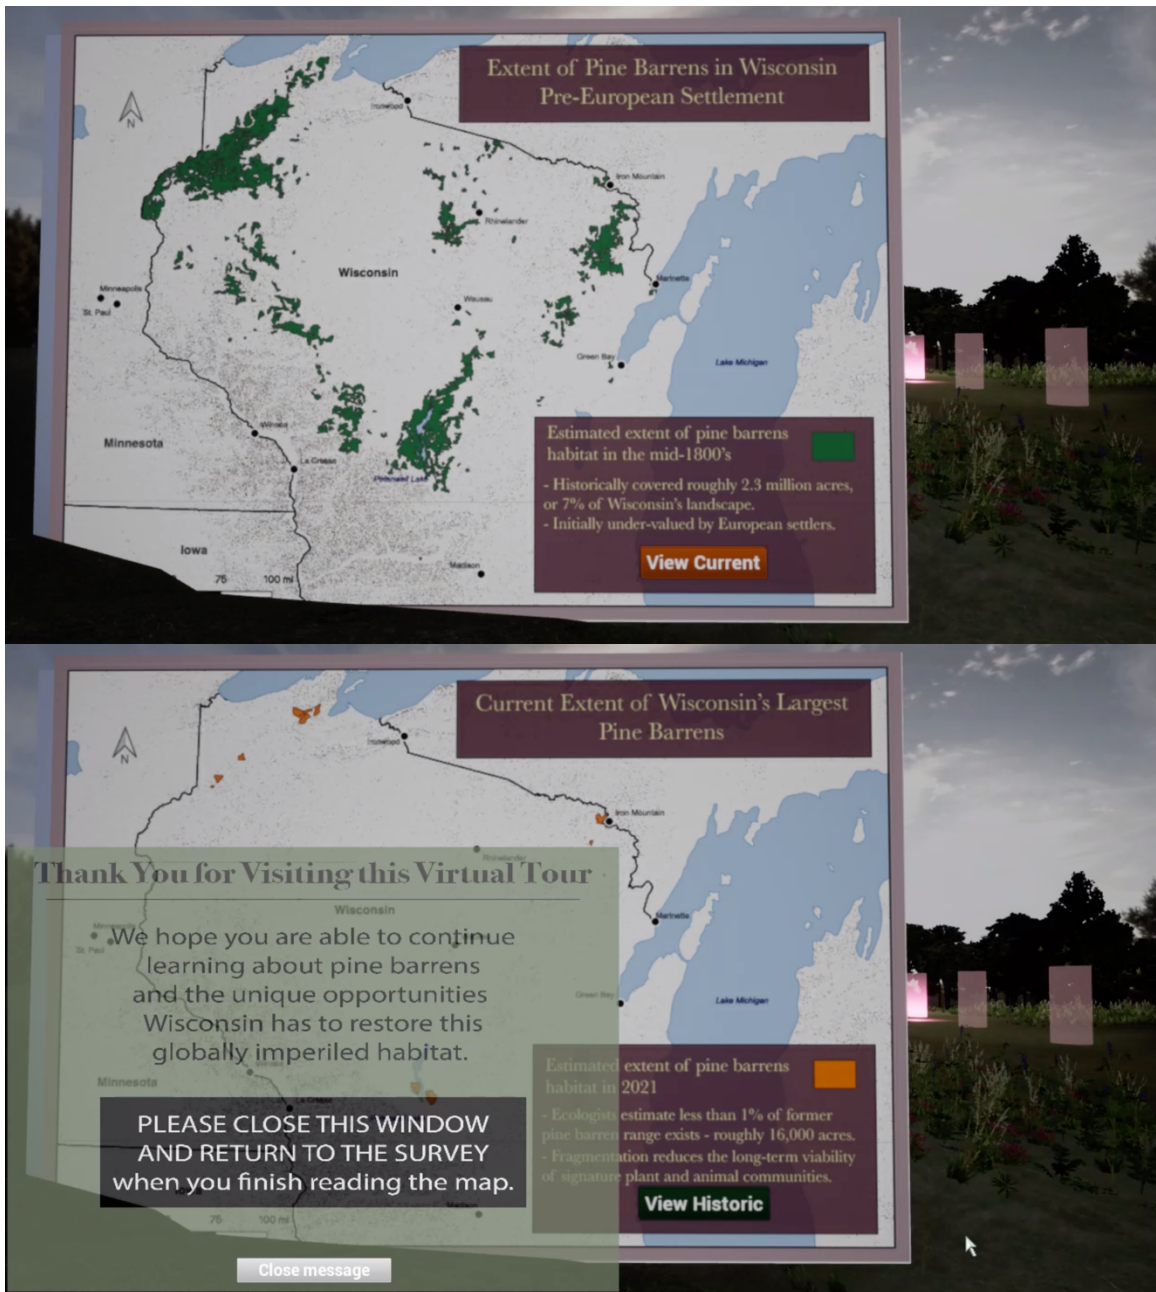 Extent of Pine Barrens in Wisconsin
Pre-European Settlement
N
Ironwood
Iron Mountain
Rhinelander
Wisconsin
Minneapolis
St. Paul
Wausau
Marinette
Green Bay
Lake Michigan
Minnesota
Winona
La Crosse
Petenwell Lake
Estimated extent of pine barrens
habitat in the mid-1800's
- Historically covered roughly 2.3 million acres,
or 7% of Wisconsin's landscape.
- Initially under-valued by European settlers.
View Current
Iowa
75 100 mi
Madison
Current Extent of Wisconsin's Largest
Pine Barrens
N
Ironwood
Iron Mountain
Rhinelander
Thank You for Visiting this Virtual Tour
Wisconsin
Marinette
St. Paul
We hope you are able to continue
learning about pine barrens
and the unique opportunities
Wisconsin has to restore this
globally imperiled habitat.
Green Bay
Lake Michigan
Minnesota
Winona
La Crosse
PLEASE CLOSE THIS WINDOW
AND RETURN TO THE SURVEY
when you finish reading the map.
Estimated extent of pine barrens
habitat in 2021
- Ecologists estimate less than 1% of former
pine barren range exists - roughly 16,000 acres.
- Fragmentation reduces the long-term viability
of signature plant and animal communities.
View Historic
Iowa
Madison
75 100 mi
Close message